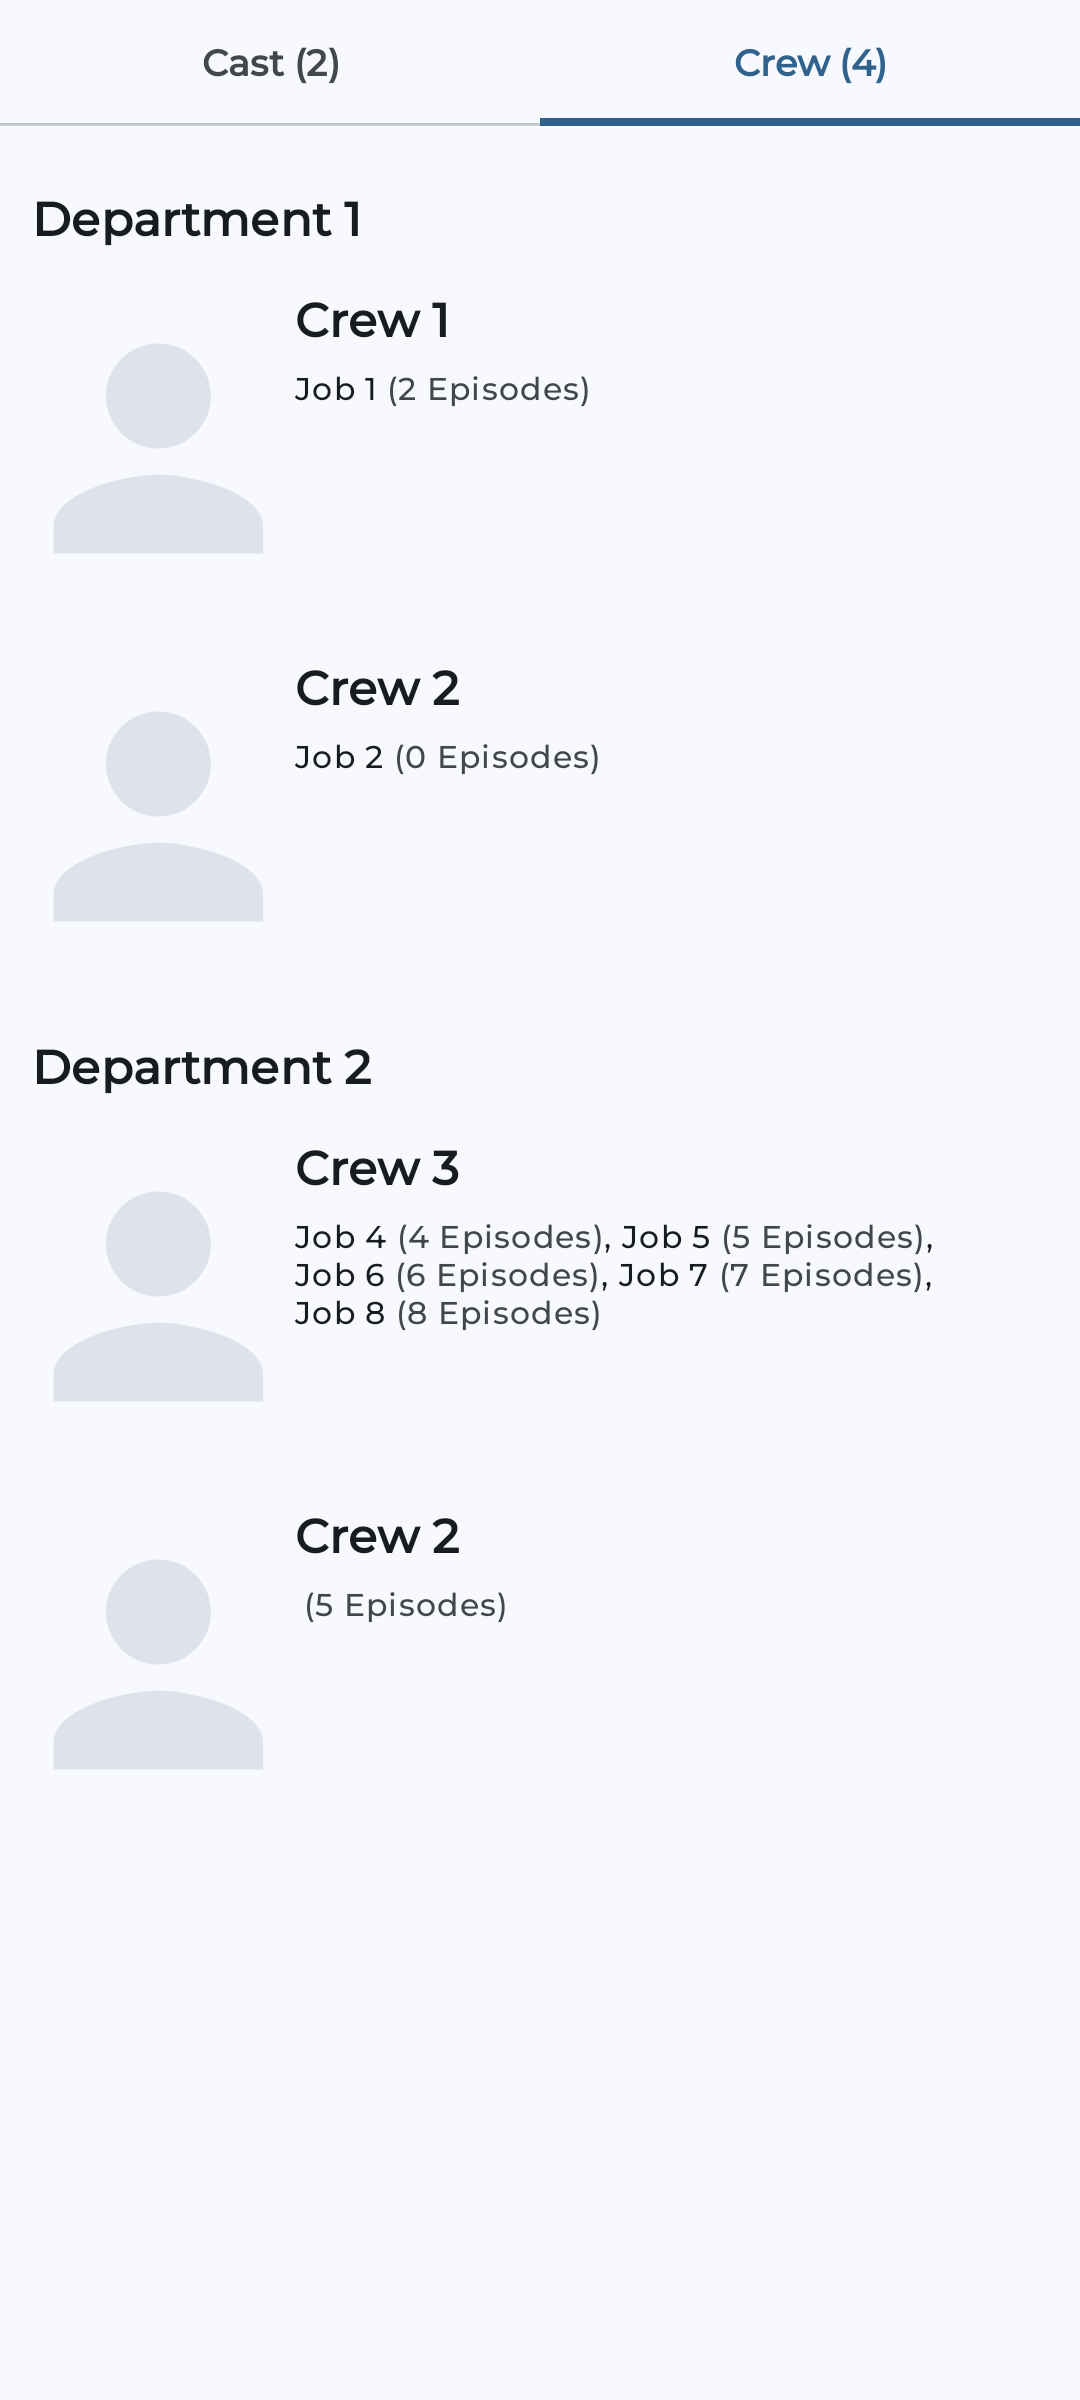 Cast (2)
Crew (4)
Department 1
Crew 1
Job 1 (2 Episodes)
Crew 2
Job 2 (0 Episodes)
Department 2
Crew 3
Job 4 (4 Episodes), Job 5 (5 Episodes),
Job 6 (6 Episodes), Job 7 (7 Episodes),
Job 8 (8 Episodes)
Crew 2
(5 Episodes)